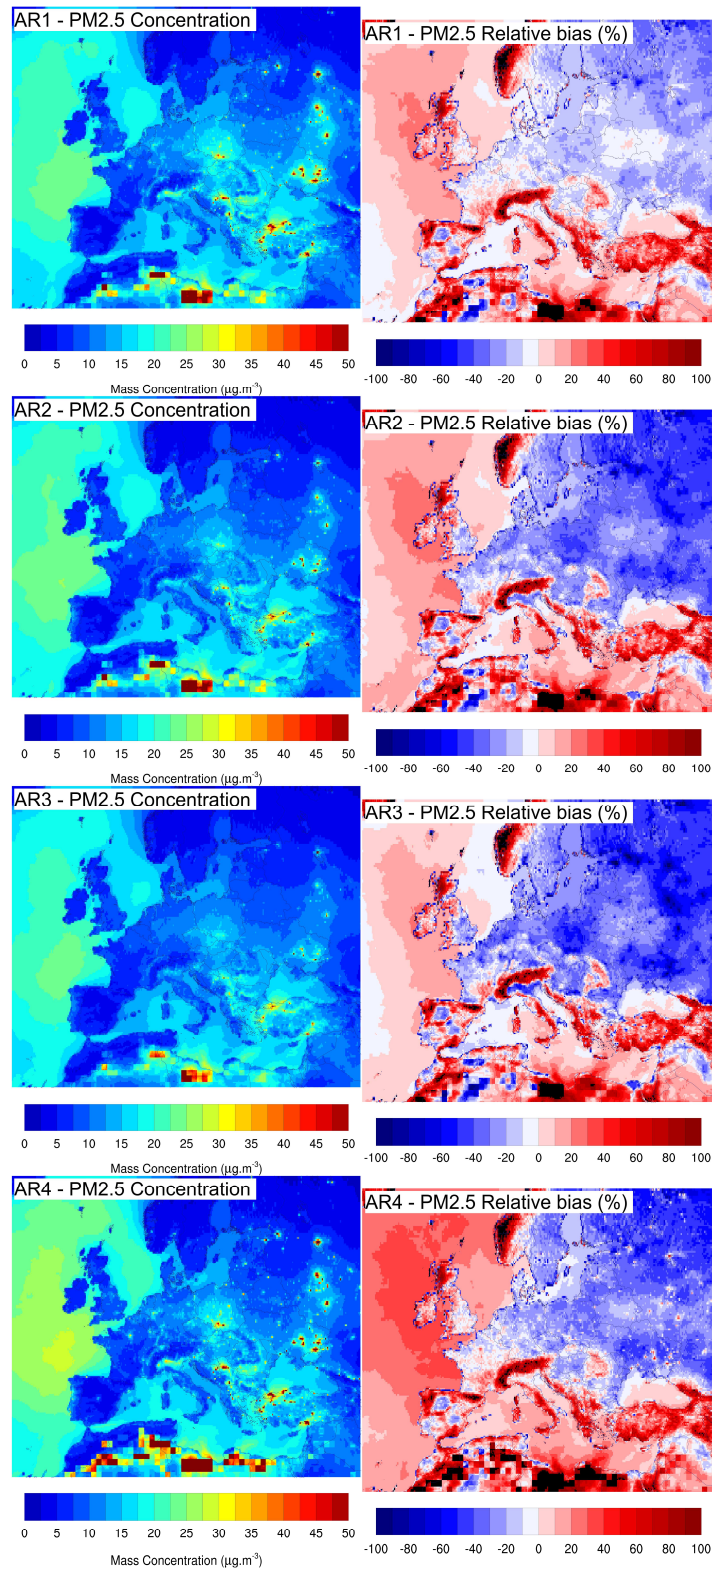 AR1 - PM2.5 Concentration
AR1 - PM2.5 Relative bias (%)
0 5 10 15 20 25 30 35 40 45 50
Mass Concentration (μg.m-3)
-100 -80 -60 -40 -20 0 20 40 60 80 100
AR2 - PM2.5 Concentration
AR2 - PM2.5 Relative bias (%)
0 5 10 15 20 25 30 35 40 45 50
Mass Concentration (μg.m-3)
-100 -80 -60 -40 -20 0 20 40 60 80 100
AR3 - PM2.5 Concentration
AR3 - PM2.5 Relative bias (%)
0 5 10 15 20 25 30 35 40 45 50
Mass Concentration (μg.m-3)
-100 -80 -60 -40 -20 0 20 40 60 80 100
AR4 - PM2.5 Concentration
AR4 - PM2.5 Relative bias (%)
0 5 10 15 20 25 30 35 40 45 50
Mass Concentration (μg.m-3)
-100 -80 -60 -40 -20 0 20 40 60 80 100